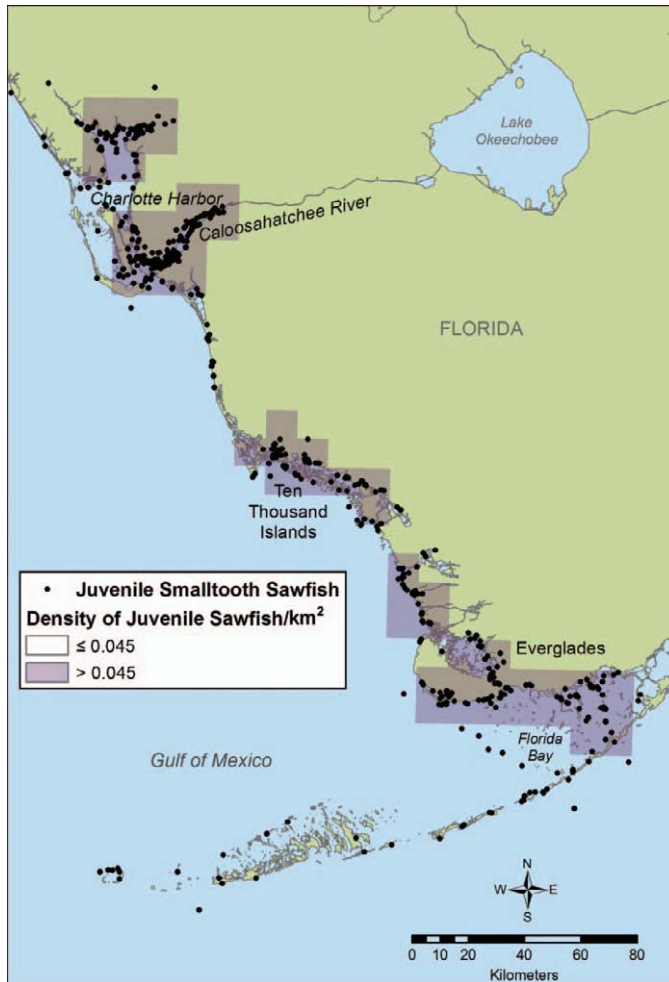 Lake
Okeechobee
Charlotte Harbor
Caloosahatchee River
FLORIDA
Ten
Thousand
Islands
Juvenile Smalltooth Sawfish
Density of Juvenile Sawfish/km²
≤ 0.045
> 0.045
Everglades
Florida
Bay
Gulf of Mexico
N
W E
S
0 10 20 40 60 80
Kilometers